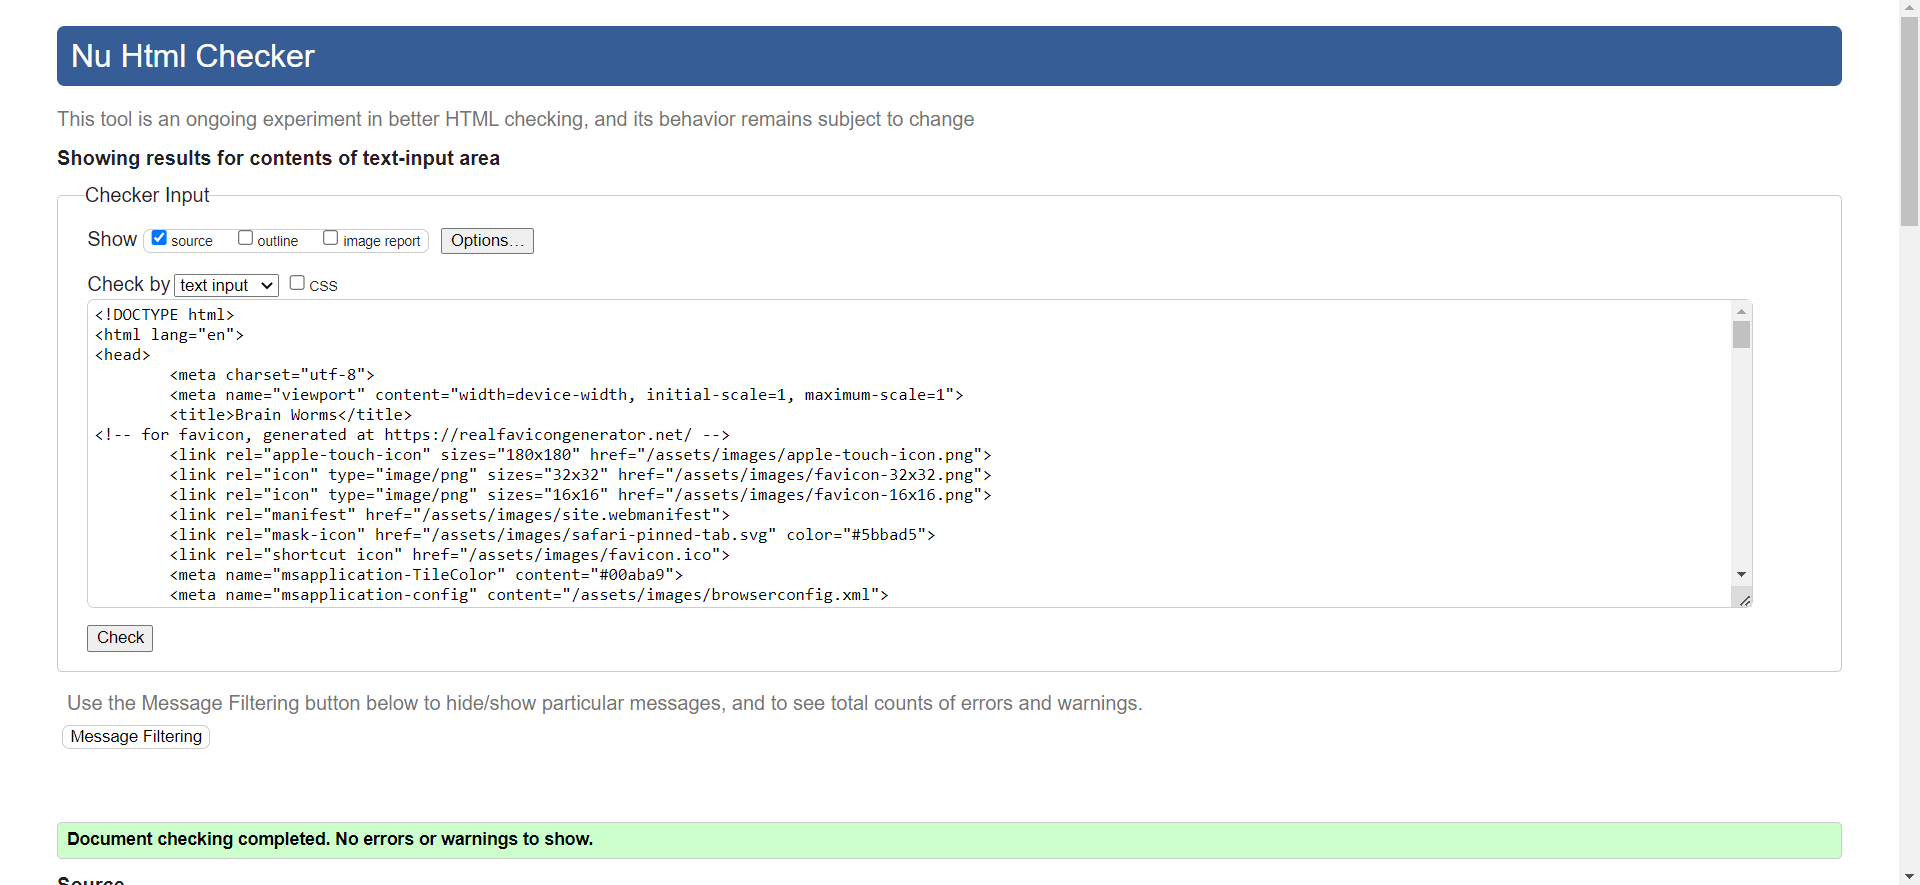 Nu Html Checker
This tool is an ongoing experiment in better HTML checking, and its behavior remains subject to change
Showing results for contents of text-input area
Checker Input
Show source outline image report Options...
Check by text input CSS
<!DOCTYPE html>
<html lang="en">
<head>
<meta charset="utf-8">
<meta name="viewport" content="width=device-width, initial-scale=1, maximum-scale=1">
<title>Brain Worms</title>
<!-- for favicon, generated at https://realfavicongenerator.net/ -->
<link rel="apple-touch-icon" sizes="180x180" href="/assets/images/apple-touch-icon.png">
<link rel="icon" type="image/png" sizes="32x32" href="/assets/images/favicon-32x32.png">
<link rel="icon" type="image/png" sizes="16x16" href="/assets/images/favicon-16x16.png">
<link rel="manifest" href="/assets/images/site.webmanifest">
<link rel="mask-icon" href="/assets/images/safari-pinned-tab.svg" color="#5bbad5">
<link rel="shortcut icon" href="/assets/images/favicon.ico">
<meta name="msapplication-TileColor" content="#00aba9">
<meta name="msapplication-config" content="/assets/images/browserconfig.xml">
Check
Use the Message Filtering button below to hide/show particular messages, and to see total counts of errors and warnings.
Message Filtering
Document checking completed. No errors or warnings to show.
Source